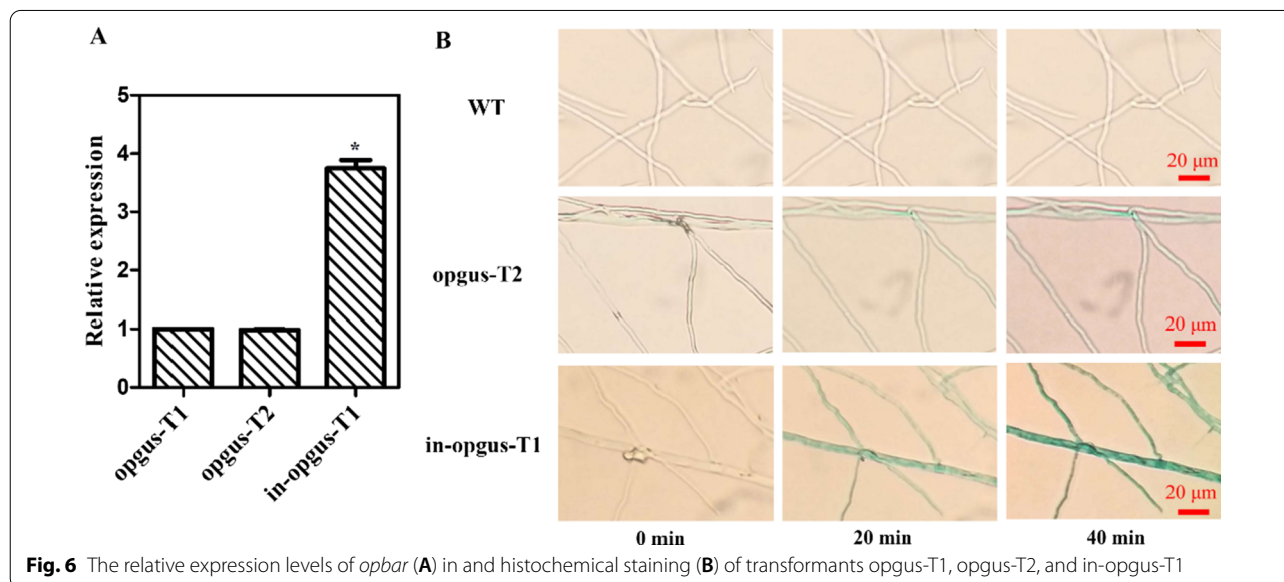 A
B
Relative expression
5
4
3
2
1
0
*
opgus-T1
opgus-T2
in-opgus-T1
WT
20 µm
opgus-T2
20 µm
in-opgus-T1
20 µm
0 min
20 min
40 min
Fig. 6 The relative expression levels of opbar (A) in and histochemical staining (B) of transformants opgus-T1, opgus-T2, and in-opgus-T1